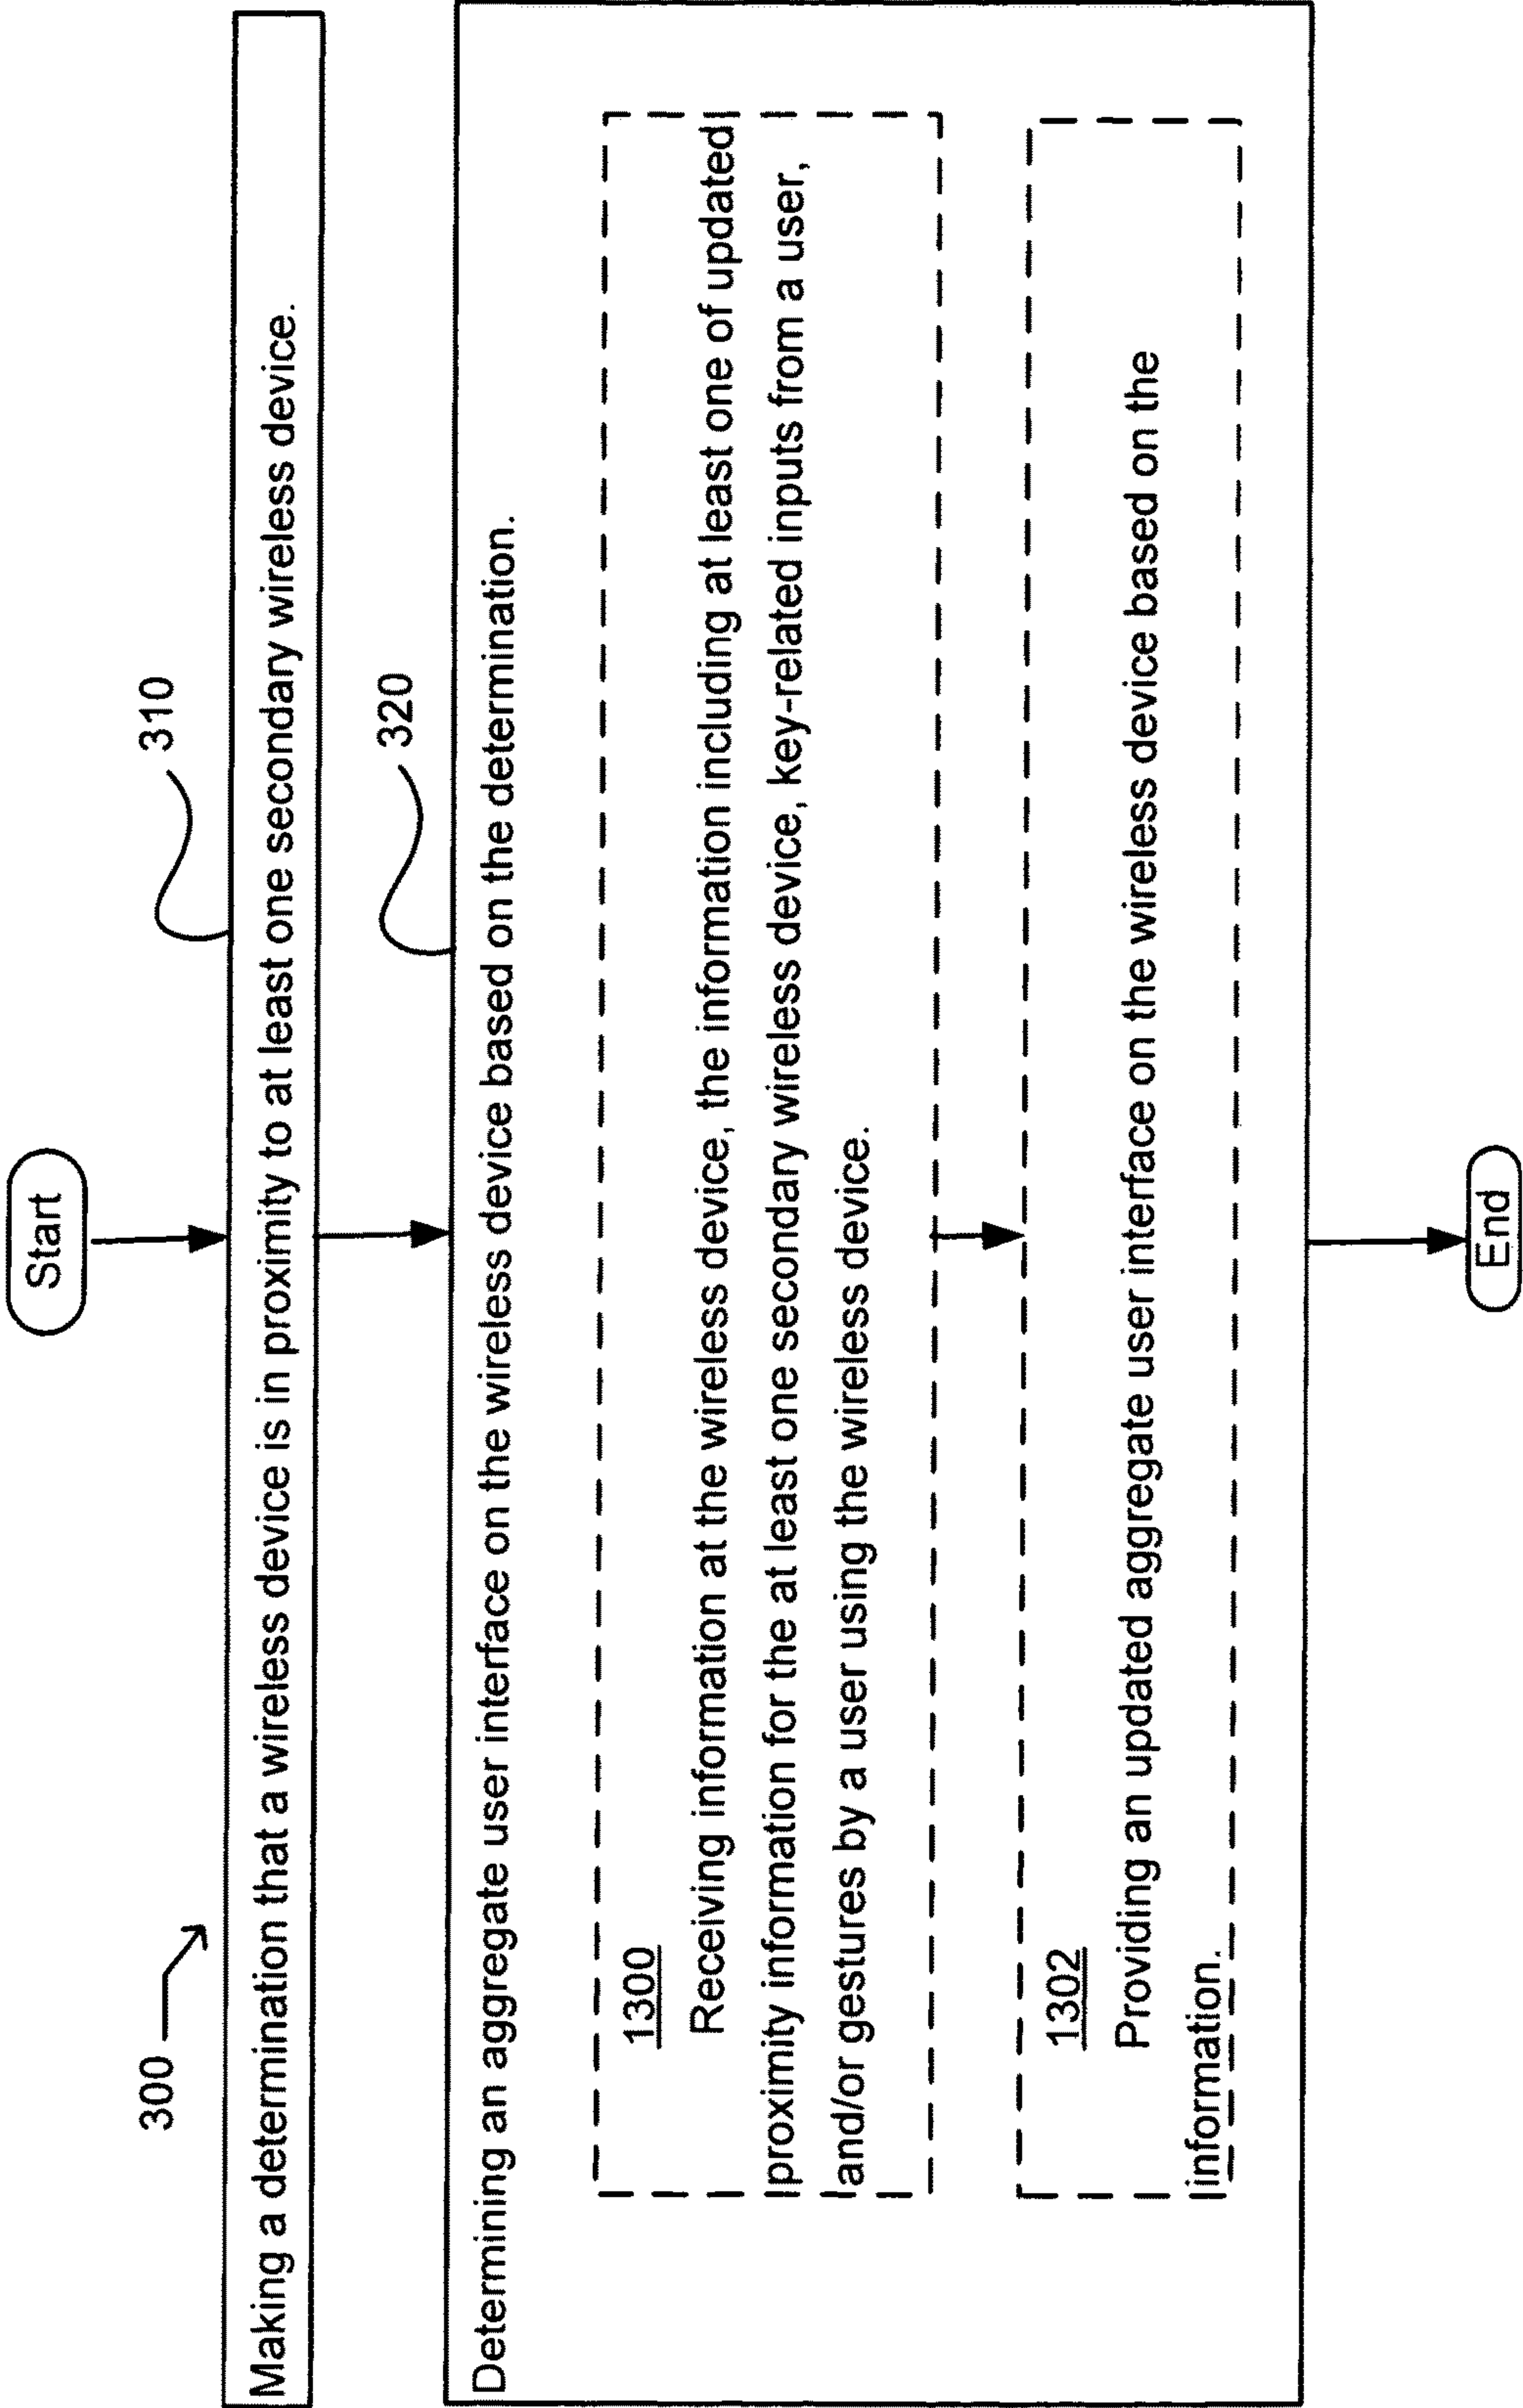 Start
300
310
Making a determination that a wireless device is in proximity to at least one secondary wireless device.
320
Determining an aggregate user interface on the wireless device based on the determination.
1300
Receiving information at the wireless device, the information including at least one of updated
proximity information for the at least one secondary wireless device, key-related inputs from a user,
and/or gestures by a user using the wireless device.
1302
Providing an updated aggregate user interface on the wireless device based on the
information.
End